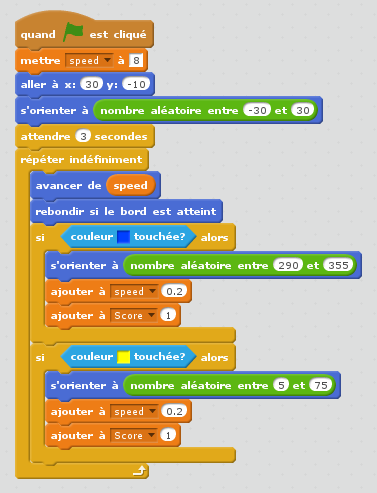 quand est cliqué
mettre speed à 8
aller à x: 30 y: -10
s'orienter à nombre aléatoire entre -30 et 30
attendre 3 secondes
répéter indéfiniment
avancer de speed
rebondir si le bord est atteint
si couleur touchée? alors
s'orienter à nombre aléatoire entre 290 et 355
ajouter à speed 0.2
ajouter à Score 1
si couleur touchée? alors
s'orienter à nombre aléatoire entre 5 et 75
ajouter à speed 0.2
ajouter à Score 1